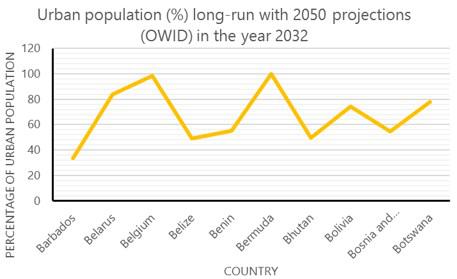 Urban population (%) long-run with 2050 projections
(OWID) in the year 2032
PERCENTAGE OF URBAN POPULATION
120
100
80
60
40
20
0
Barbados
Belarus
Belgium
Belize
Benin
Bermuda
Bhutan
Bolivia
Bosnia and...
Botswana
COUNTRY